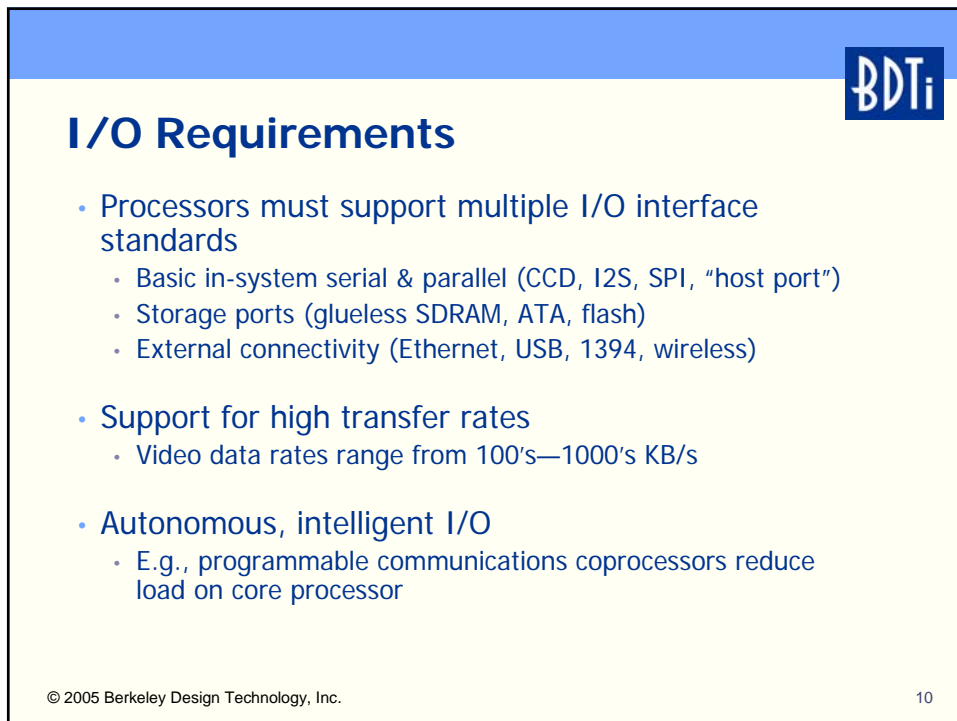 BDTi
I/O Requirements
• Processors must support multiple I/O interface
standards
• Basic in-system serial & parallel (CCD, I2S, SPI, “host port”)
• Storage ports (glueless SDRAM, ATA, flash)
• External connectivity (Ethernet, USB, 1394, wireless)
• Support for high transfer rates
• Video data rates range from 100’s—1000’s KB/s
• Autonomous, intelligent I/O
• E.g., programmable communications coprocessors reduce
load on core processor
© 2005 Berkeley Design Technology, Inc.
10